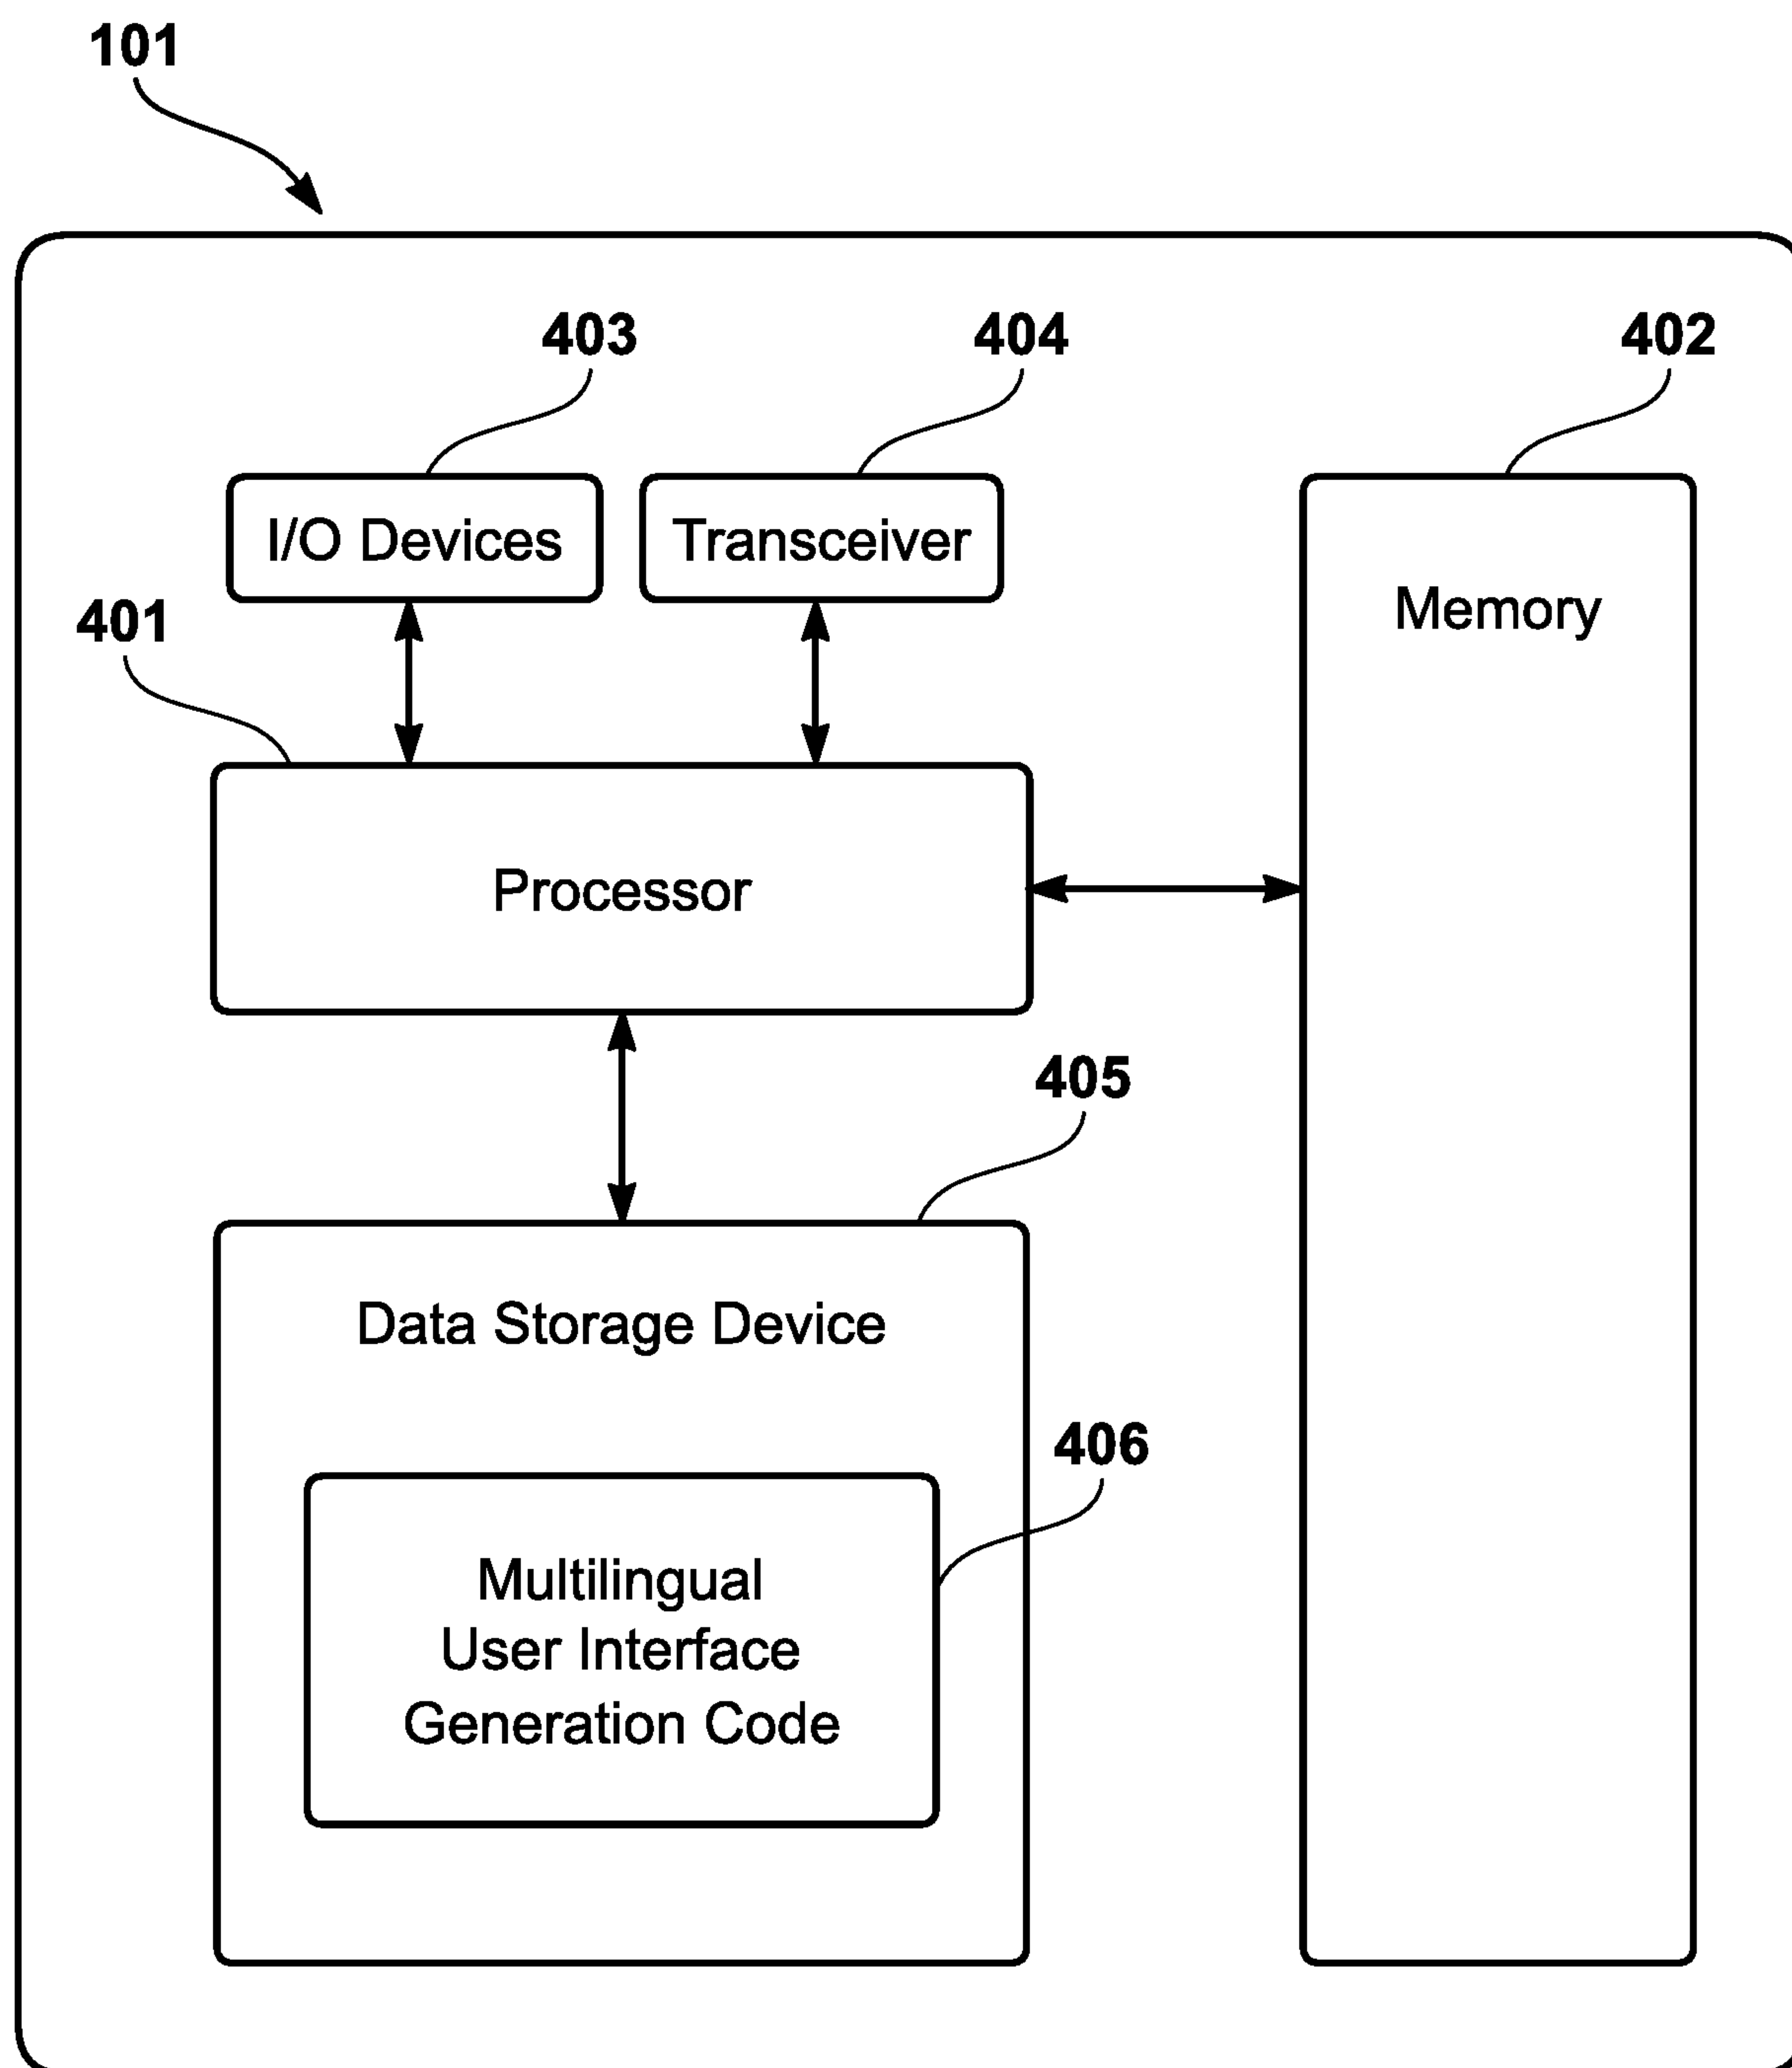 101
403
404
402
I/O Devices
Transceiver
Memory
401
Processor
405
Data Storage Device
406
Multilingual
User Interface
Generation Code